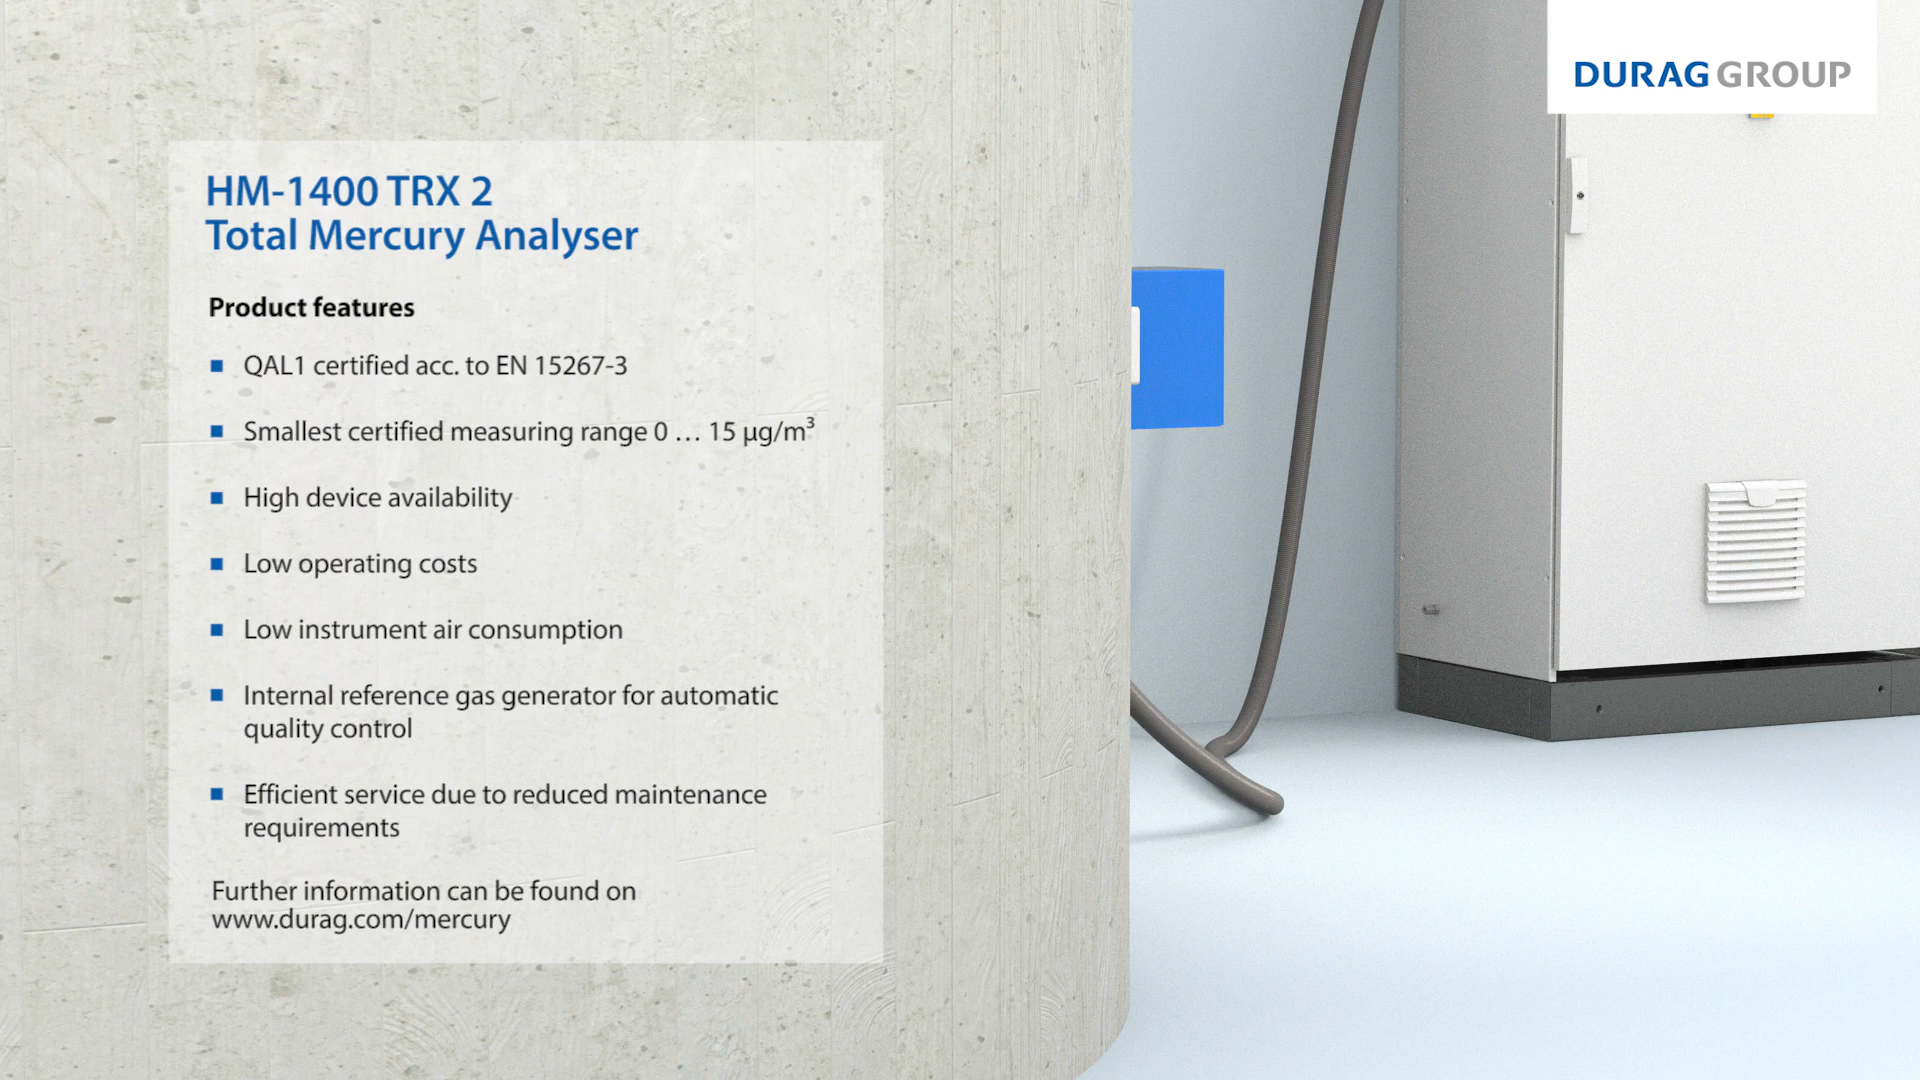 DURAG GROUP
HM-1400 TRX 2
Total Mercury Analyser
Product features
QAL1 certified acc. to EN 15267-3
Smallest certified measuring range 0 … 15 µg/m³
High device availability
Low operating costs
Low instrument air consumption
Internal reference gas generator for automatic
quality control
Efficient service due to reduced maintenance
requirements
Further information can be found on
www.durag.com/mercury